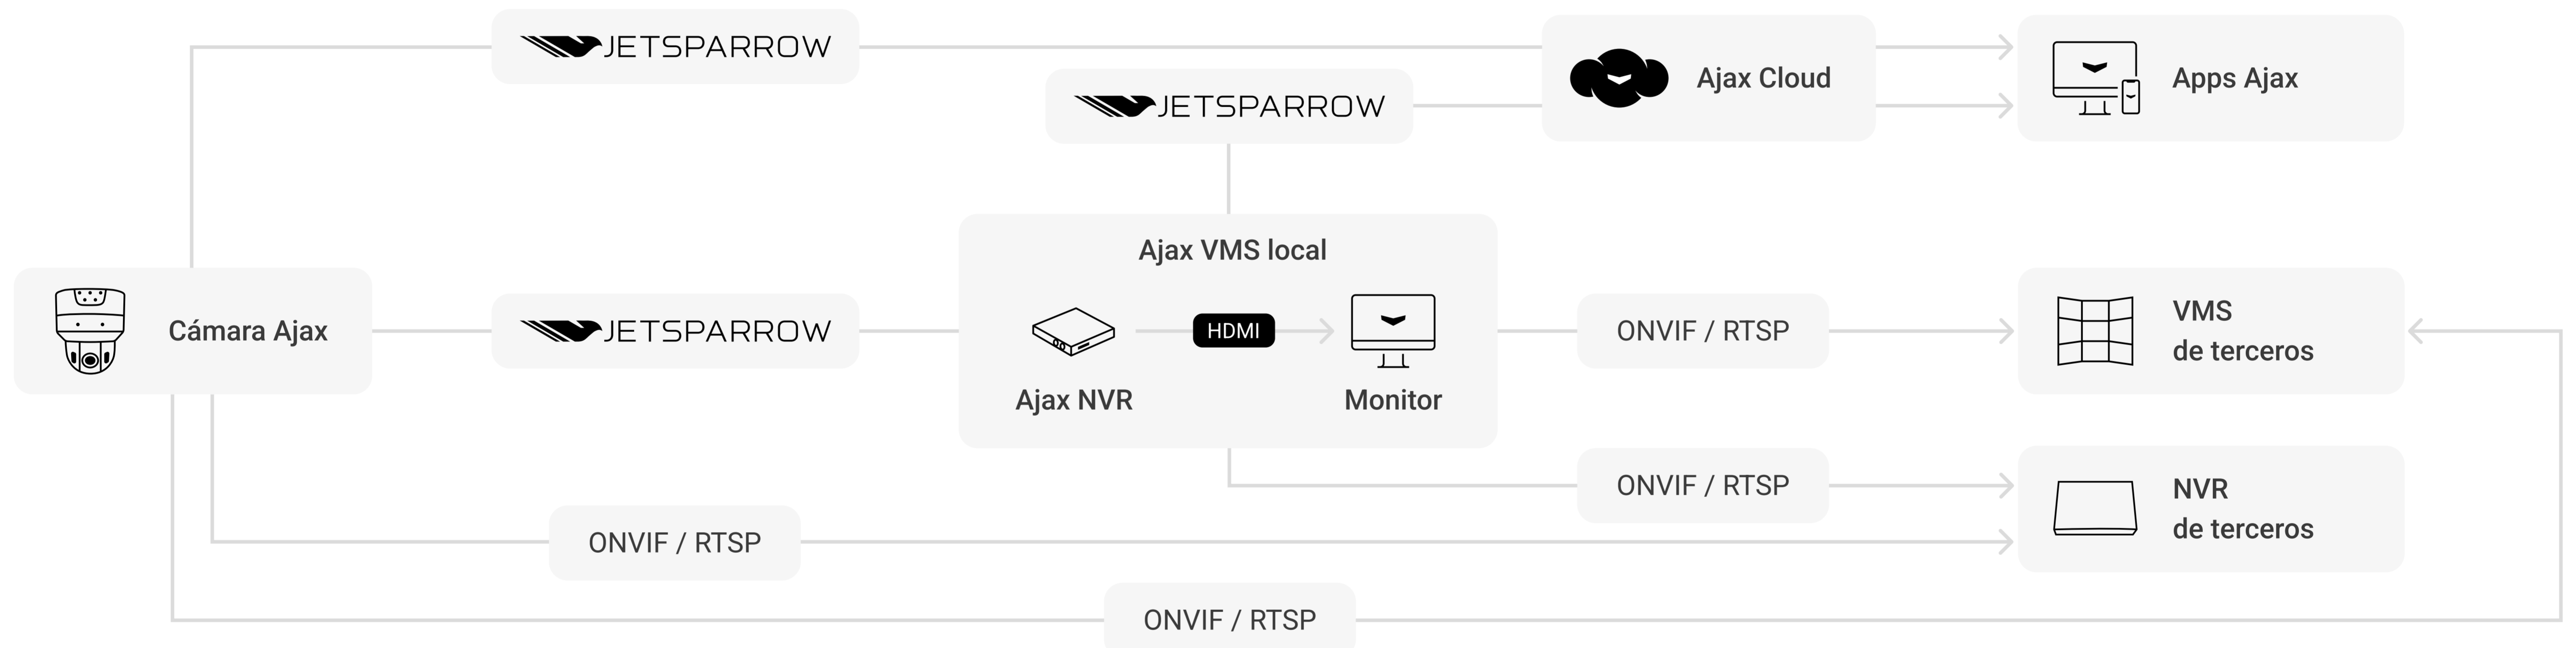 JETSPARROW
Ajax Cloud
Apps Ajax
JETSPARROW
Ajax VMS local
Cámara Ajax
JETSPARROW
HDMI
Ajax NVR
Monitor
ONVIF / RTSP
VMS
de terceros
ONVIF / RTSP
NVR
de terceros
ONVIF / RTSP
ONVIF / RTSP